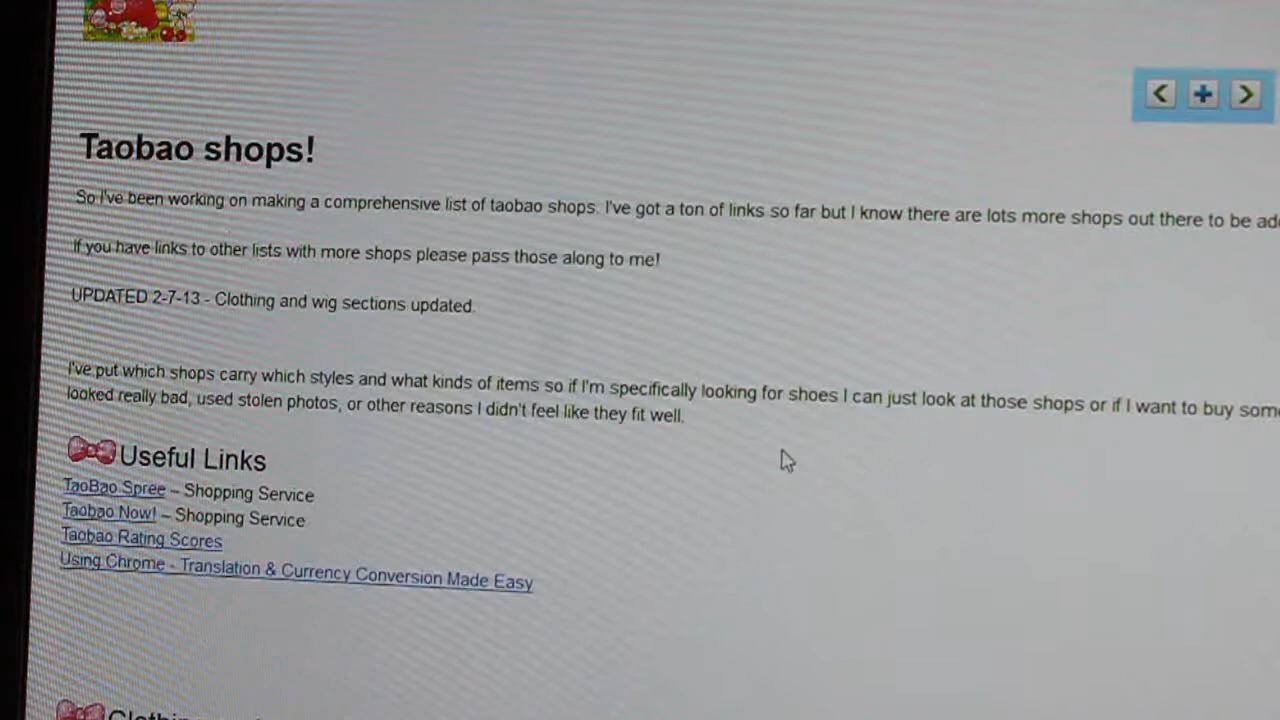 Taobao shops!
So I've been working on making a comprehensive list of taobao shops. I've got a ton of links so far but I know there are lots more shops out there to be
If you have links to other lists with more shops please pass those along to me!
UPDATED 2-7-13 - Clothing and wig sections updated.
I've put which shops carry which styles and what kinds of items so if I'm specifically looking for shoes I can just look at those shops or if I want to buy
looked really bad, used stolen photos, or other reasons I didn't feel like they fit well.
Useful Links
TaoBao Spree – Shopping Service
Taobao Now! – Shopping Service
Taobao Rating Scores
Using Chrome - Translation & Currency Conversion Made Easy